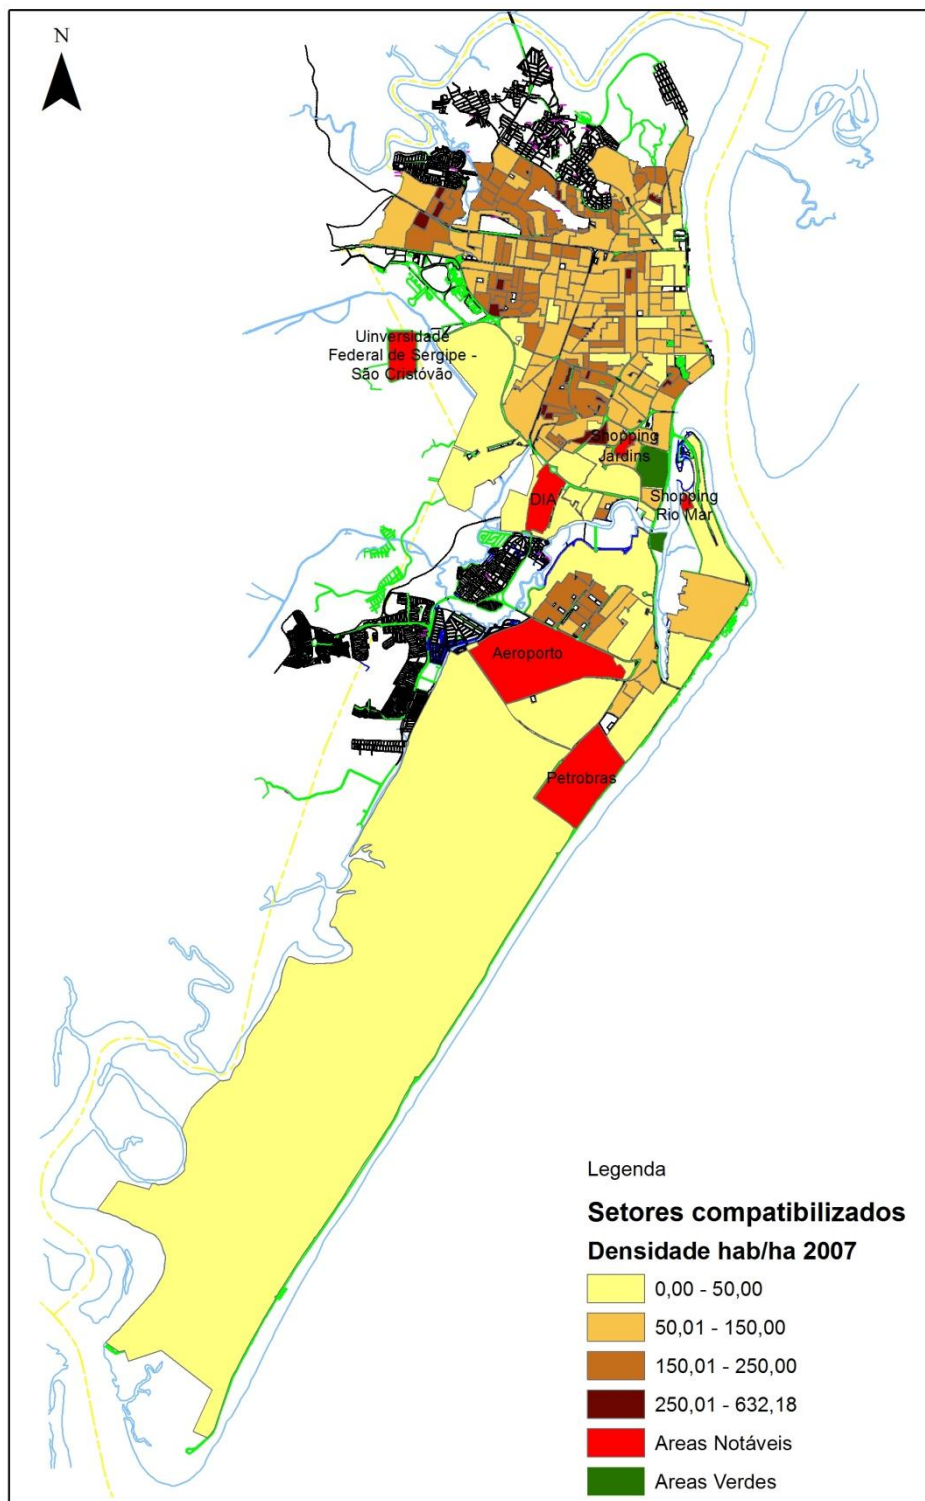 N
Uinversidade
Federal de Sergipe -
São Cristóvão
Shopping
Jardins
DIA
Shopping
Rio Mar
Aeroporto
Petrobras
Legenda
Setores compatibilizados
Densidade hab/ha 2007
0,00 - 50,00
50,01 - 150,00
150,01 - 250,00
250,01 - 632,18
Areas Notáveis
Areas Verdes